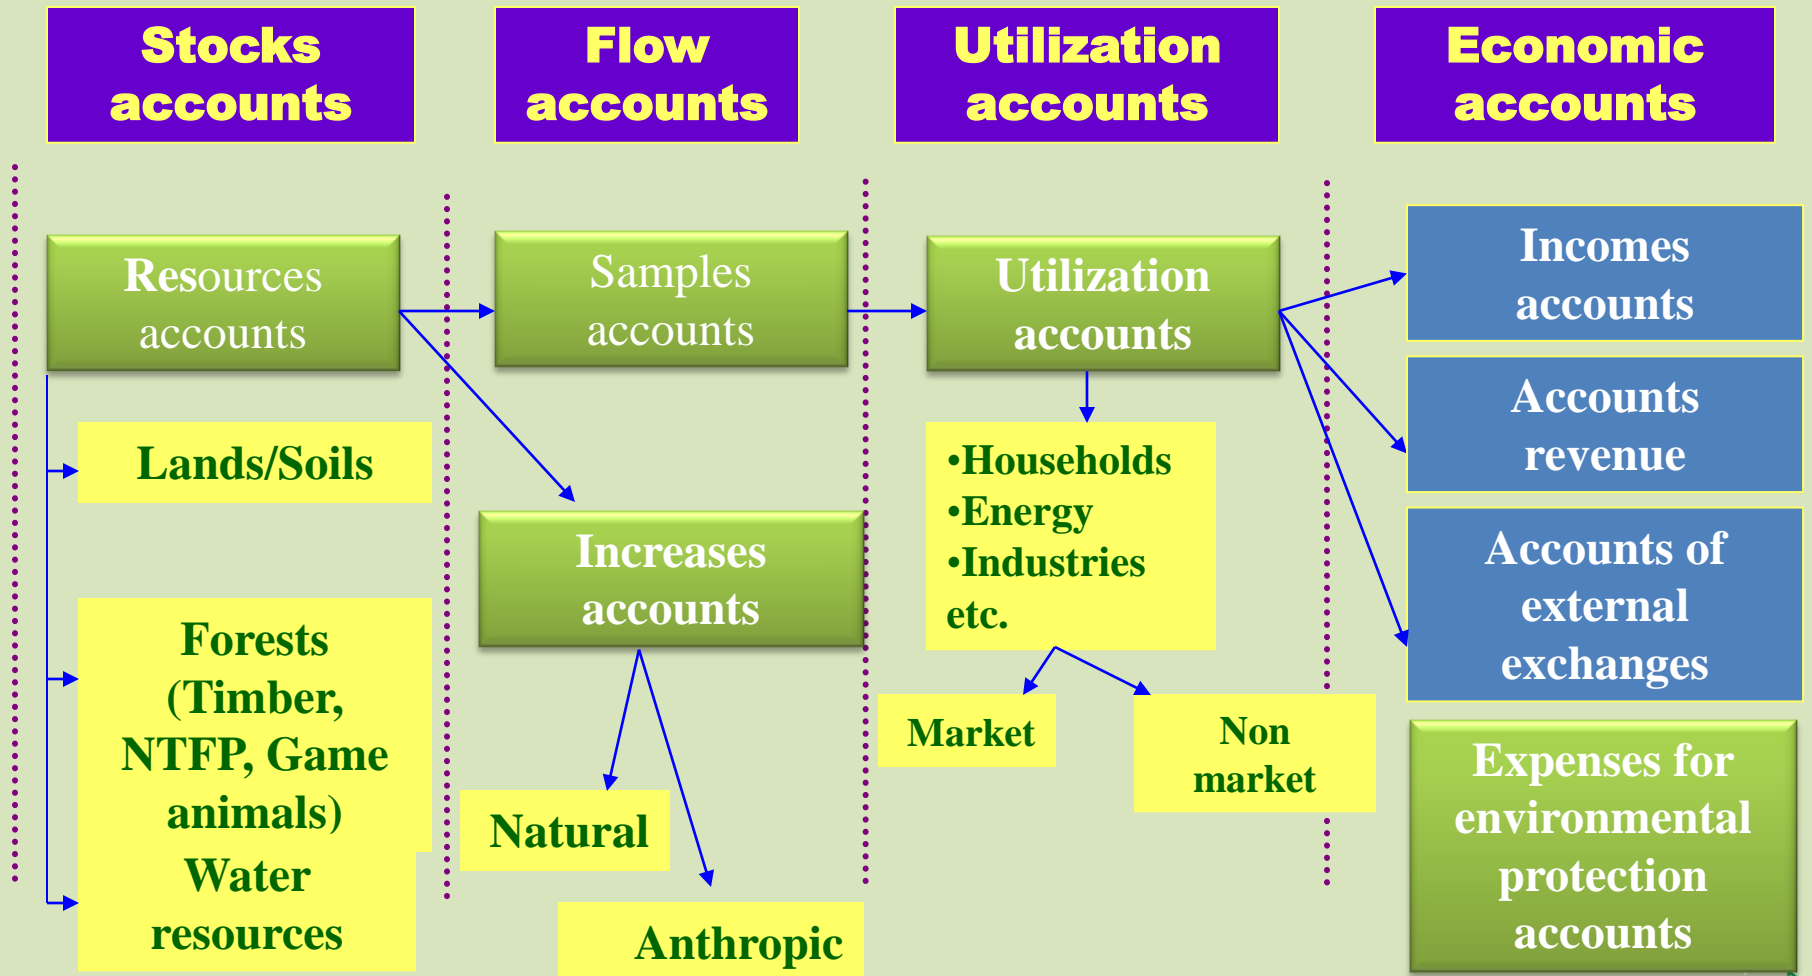 Stocks
accounts
Flow
accounts
Utilization
accounts
Economic
accounts
Resources
accounts
Lands/Soils
Forests
(Timber,
NTFP, Game
animals)
Water
resources
Samples
accounts
Increases
accounts
Natural
Anthropic
Utilization
accounts
•Households
•Energy
•Industries
etc.
Market
Non
market
Incomes
accounts
Accounts
revenue
Accounts of
external
exchanges
Expenses for
environmental
protection
accounts